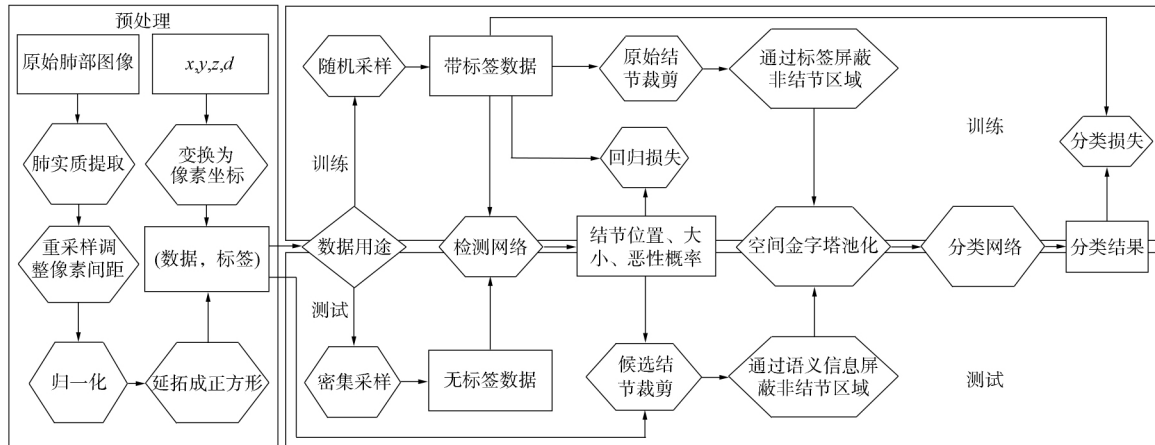 预处理
原始肺部图像
x,y,z,d
肺实质提取
变换为
像素坐标
重采样调
整像素间距
(数据，标签)
归一化
延拓成正方形
随机采样
带标签数据
原始结
节裁剪
通过标签屏蔽
非结节区域
训练
训练
回归损失
分类损失
数据用途
检测网络
结节位置、大
小、恶性概率
空间金字塔池化
分类网络
分类结果
测试
密集采样
无标签数据
候选结
节裁剪
通过语义信息屏
蔽非结节区域
测试